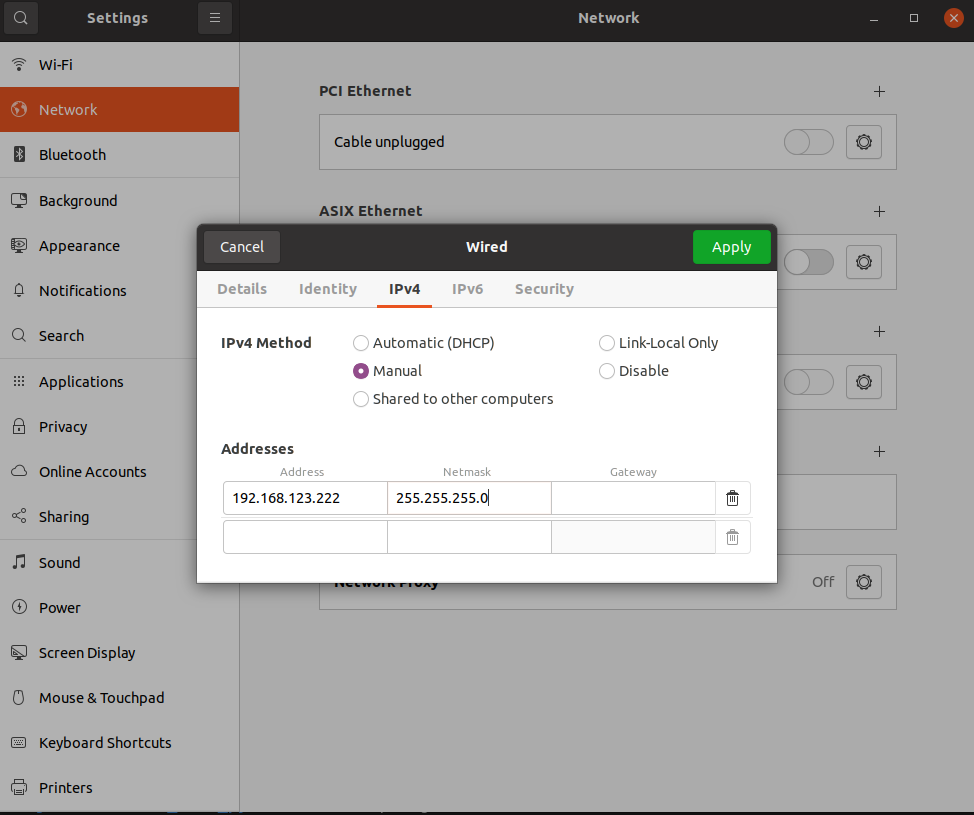 Settings
Network
Wi-Fi
Network
Bluetooth
Background
Appearance
Notifications
Search
Applications
Privacy
Online Accounts
Sharing
Sound
Power
Screen Display
Mouse & Touchpad
Keyboard Shortcuts
Printers
PCI Ethernet
Cable unplugged
ASIX Ethernet
Cancel
Wired
Apply
Details Identity IPv4 IPv6 Security
IPv4 Method
Automatic (DHCP)
Link-Local Only
Manual
Disable
Shared to other computers
Addresses
Address Netmask Gateway
192.168.123.222 255.255.255.0
Network Proxy
Off